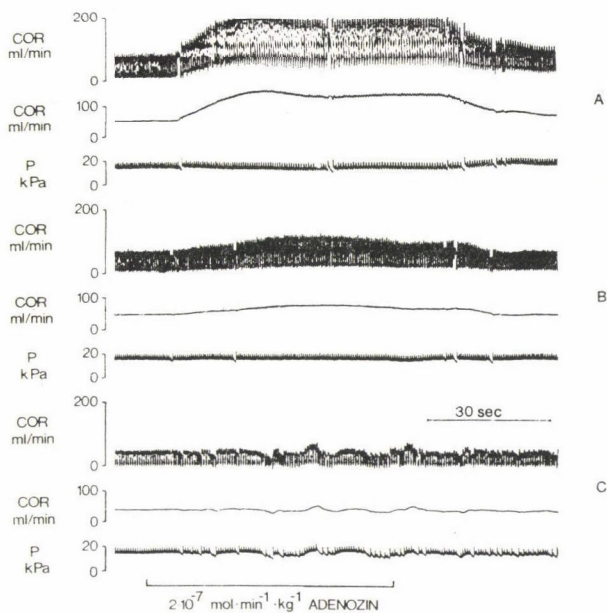 COR
ml/min
200
0
COR
ml/min
100
0
A
P
kPa
20
0
COR
ml/min
200
0
COR
ml/min
100
0
B
P
kPa
20
0
30 sec
COR
ml/min
200
0
COR
ml/min
100
0
C
P
kPa
20
0
2·10⁻⁷ mol·min⁻¹·kg⁻¹ ADENOZIN